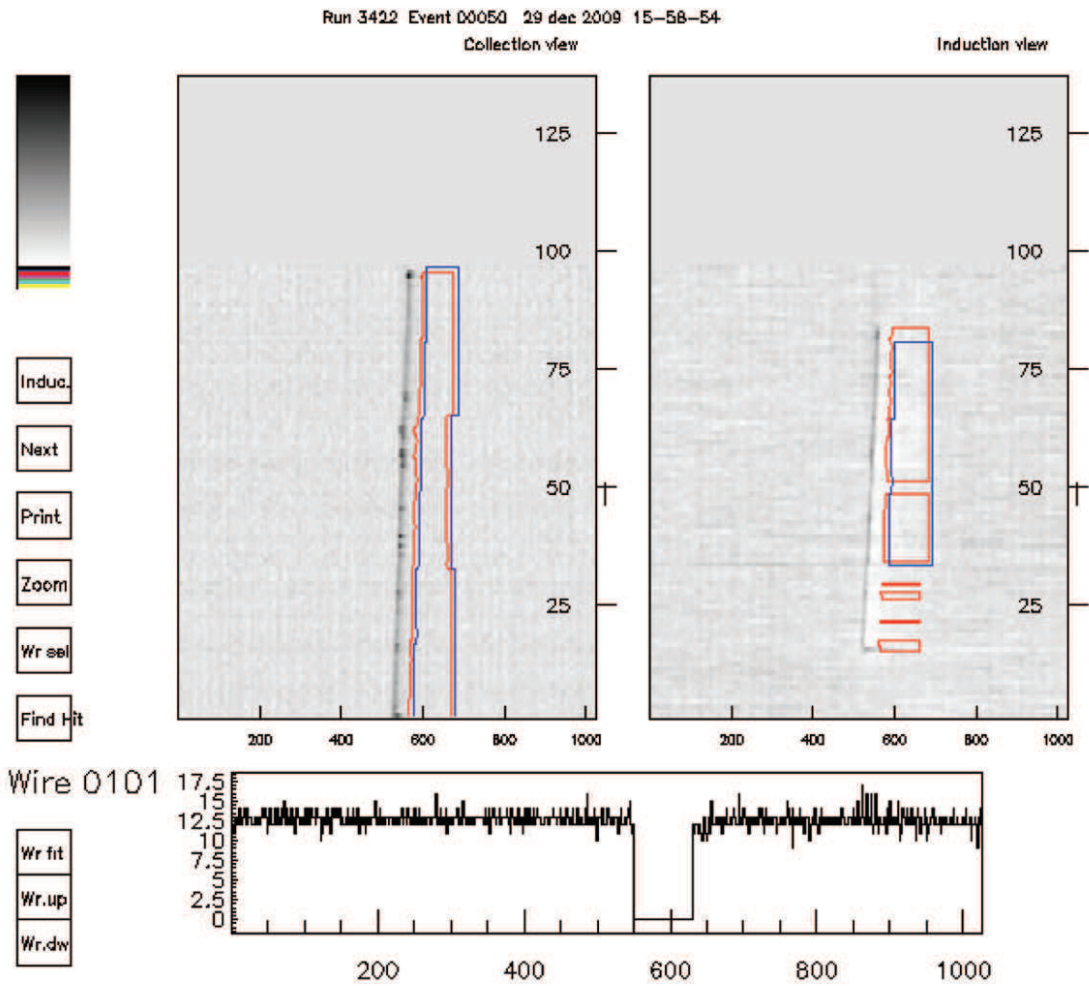 Run 3422 Event 00050 29 dec 2009 15-58-54
Collection view
Induction view
125
100
75
50
25
200 400 600 800 1000
125
100
75
50
25
200 400 600 800 1000
Induc.
Next
Print
Zoom
Wr sel
Find Hit
Wire 0101
17.5
15
12.5
10
7.5
5
2.5
0
200 400 600 800 1000
Wr fit
Wr.up
Wr.dw